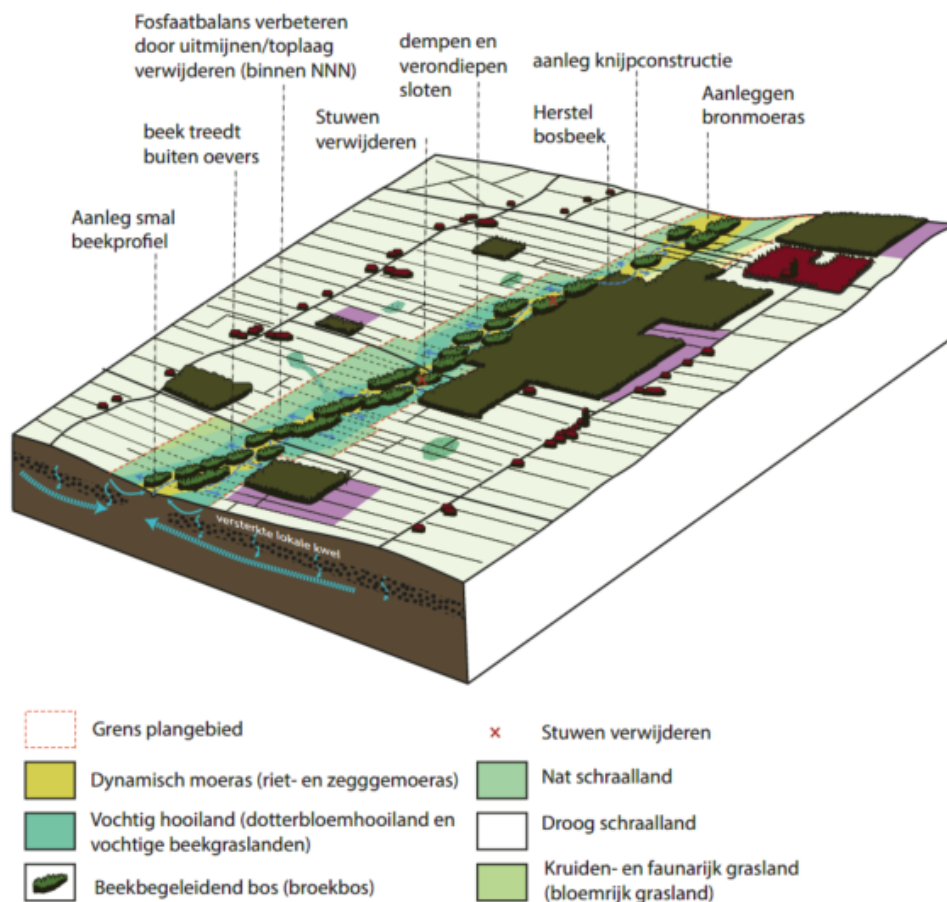 Fosfaatbalans verbeteren
door uitmijnen/toplaag
verwijderen (binnen NNN)
dempen en
verondiepen
sloten
aanleg knijpconstructie
Aanleggen
bronmoeras
Herstel
bosbeek
Stuwen
verwijderen
beek treedt
buiten oevers
Aanleg smal
beekprofiel
versterkte lokale kwel
Grens plangebied
Dynamisch moeras (riet- en zegggemoeras)
Vochtig hooiland (dotterbloemhooiland en
vochtige beekgraslanden)
Beekbegeleidend bos (broekbos)
x Stuwen verwijderen
Nat schraalland
Droog schraalland
Kruiden- en faunarijk grasland
(bloemrijk grasland)